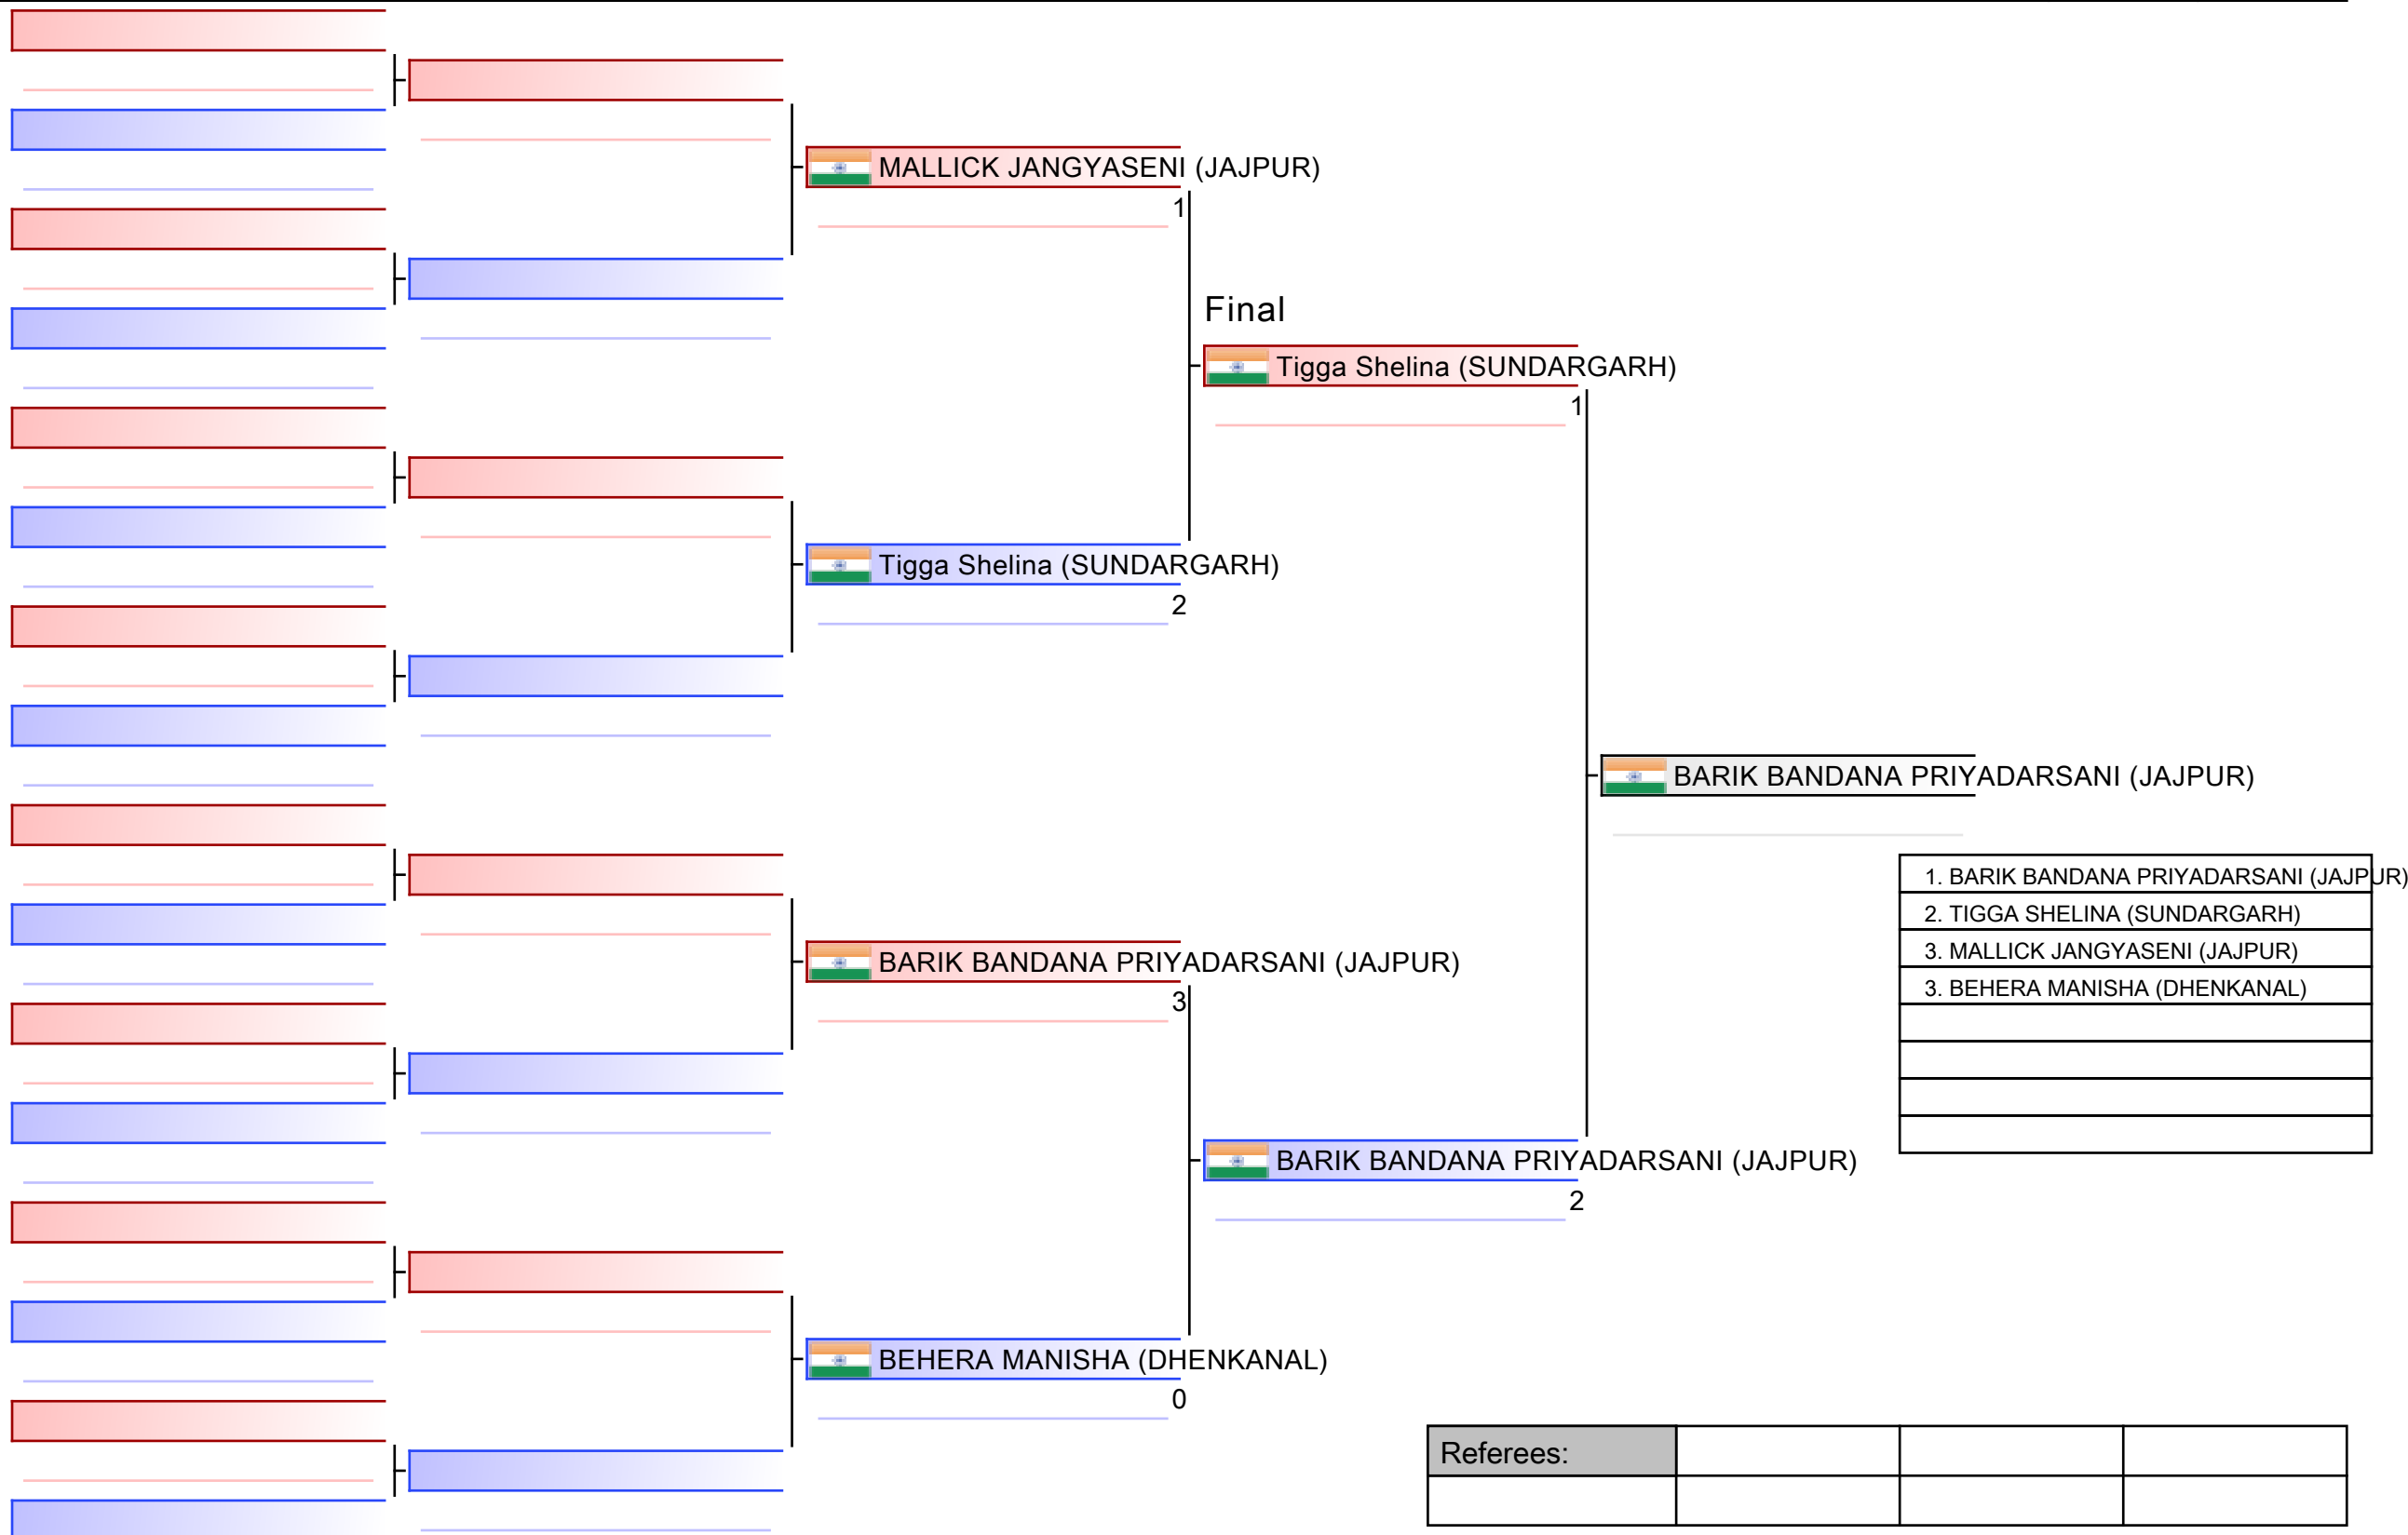 MALLICK JANGYASENI (JAJPUR)
1
Final
Tigga Shelina (SUNDARGARH)
1
Tigga Shelina (SUNDARGARH)
2
BARIK BANDANA PRIYADARSANI (JAJPUR)
1. BARIK BANDANA PRIYADARSANI (JAJPUR)
2. TIGGA SHELINA (SUNDARGARH)
3. MALLICK JANGYASENI (JAJPUR)
3. BEHERA MANISHA (DHENKANAL)
BARIK BANDANA PRIYADARSANI (JAJPUR)
3
BARIK BANDANA PRIYADARSANI (JAJPUR)
2
BEHERA MANISHA (DHENKANAL)
0
Referees: